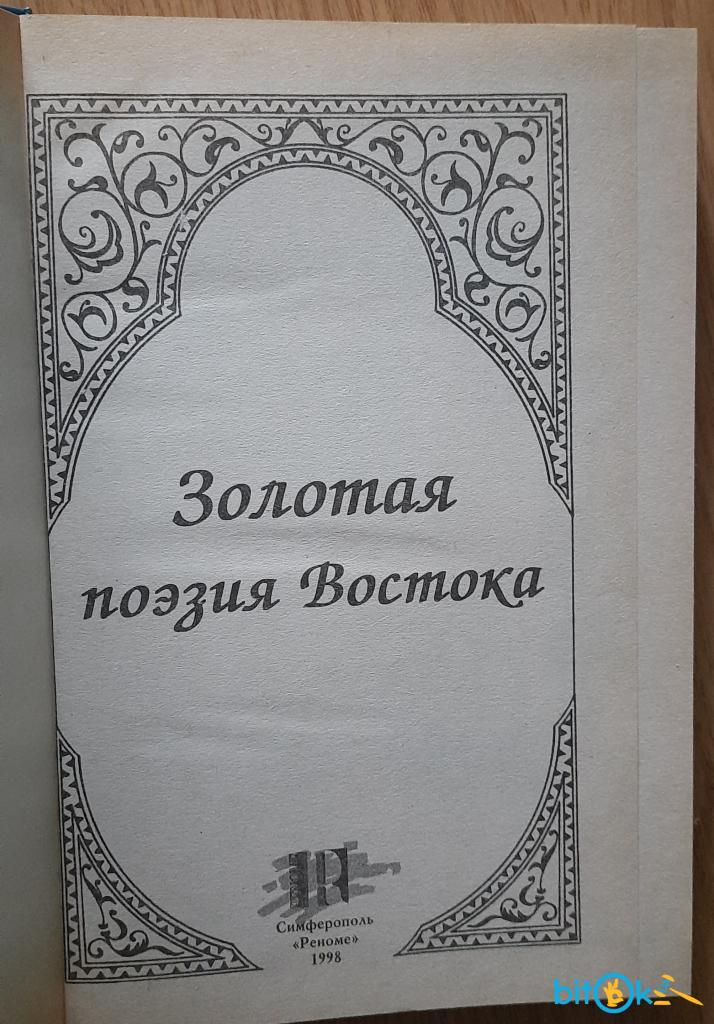 Золотая
поэзия Востока
Симферополь
«Реноме»
1998
bitOk